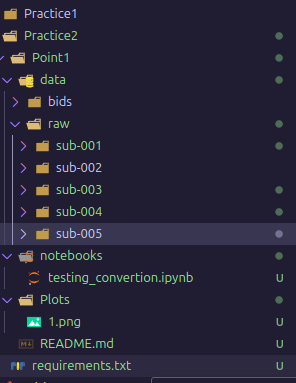 Practice1
Practice2
Point1
data
bids
raw
sub-001
sub-002
sub-003
sub-004
sub-005
notebooks
testing_convertion.ipynb U
Plots
1.png U
README.md U
requirements.txt U